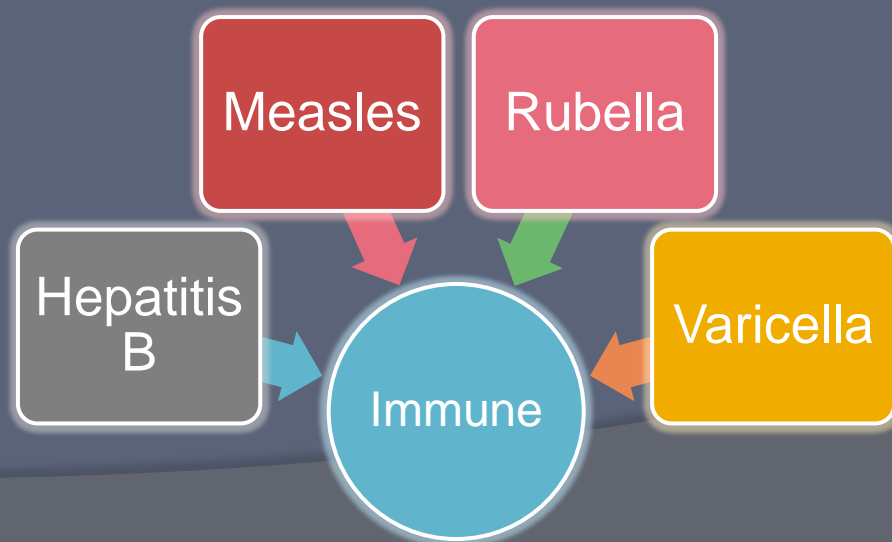 Measles
Rubella
Hepatitis
B
Varicella
Immune